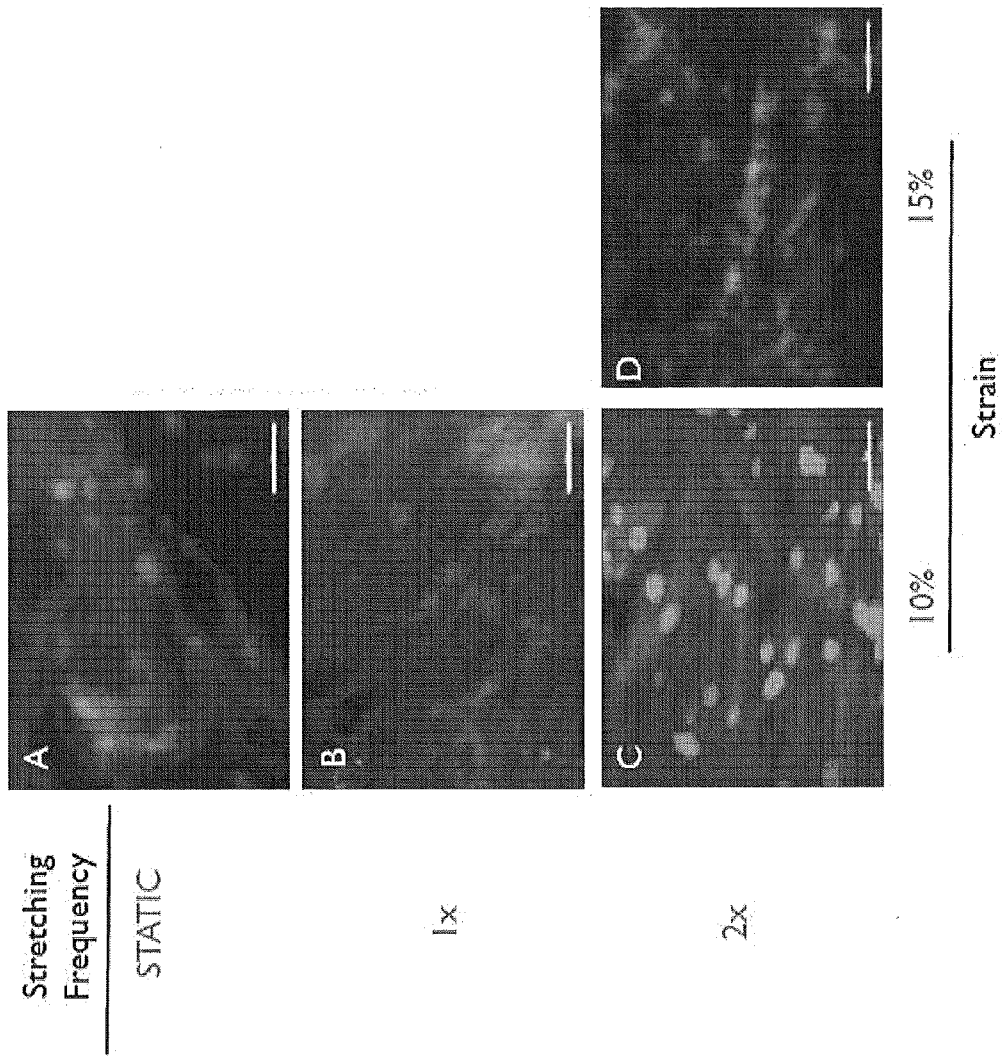 Stretching
Frequency
STATIC
A
1x
B
2x
C
D
10%
15%
Strain